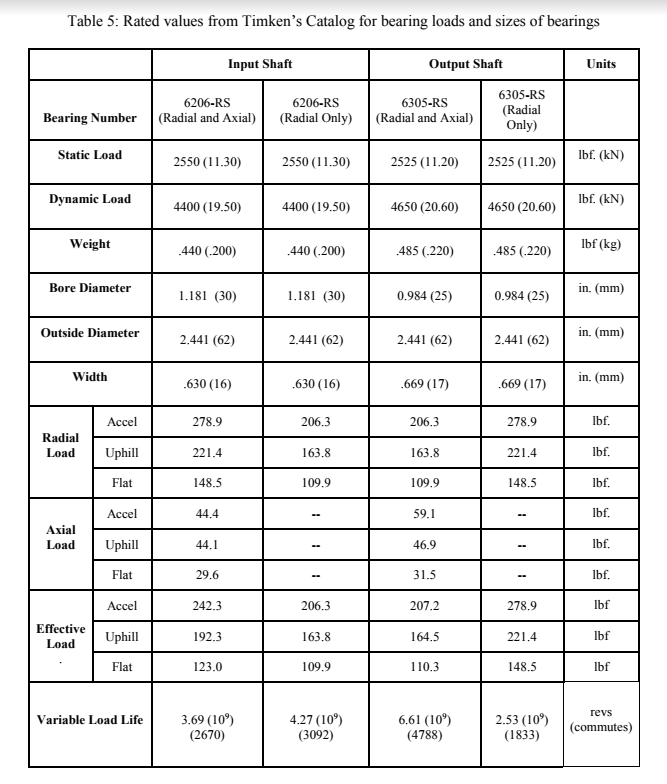 Table 5: Rated values from Timken's Catalog for bearing loads and sizes of bearings
Input Shaft Output Shaft Units
Bearing Number 6206-RS (Radial and Axial) 6206-RS (Radial Only) 6305-RS (Radial and Axial) 6305-RS (Radial Only)
Static Load 2550 (11.30) 2550 (11.30) 2525 (11.20) 2525 (11.20) lbf. (kN)
Dynamic Load 4400 (19.50) 4400 (19.50) 4650 (20.60) 4650 (20.60) lbf. (kN)
Weight .440 (.200) .440 (.200) .485 (.220) .485 (.220) lbf (kg)
Bore Diameter 1.181 (30) 1.181 (30) 0.984 (25) 0.984 (25) in. (mm)
Outside Diameter 2.441 (62) 2.441 (62) 2.441 (62) 2.441 (62) in. (mm)
Width .630 (16) .630 (16) .669 (17) .669 (17) in. (mm)
Radial Load
Accel 278.9 206.3 206.3 278.9 lbf.
Uphill 221.4 163.8 163.8 221.4 lbf.
Flat 148.5 109.9 109.9 148.5 lbf.
Axial Load
Accel 44.4 -- 59.1 -- lbf.
Uphill 44.1 -- 46.9 -- lbf.
Flat 29.6 -- 31.5 -- lbf.
Effective Load .
Accel 242.3 206.3 207.2 278.9 lbf
Uphill 192.3 163.8 164.5 221.4 lbf
Flat 123.0 109.9 110.3 148.5 lbf
Variable Load Life 3.69 (10⁹) (2670) 4.27 (10⁹) (3092) 6.61 (10⁹) (4788) 2.53 (10⁹) (1833) revs (commutes)